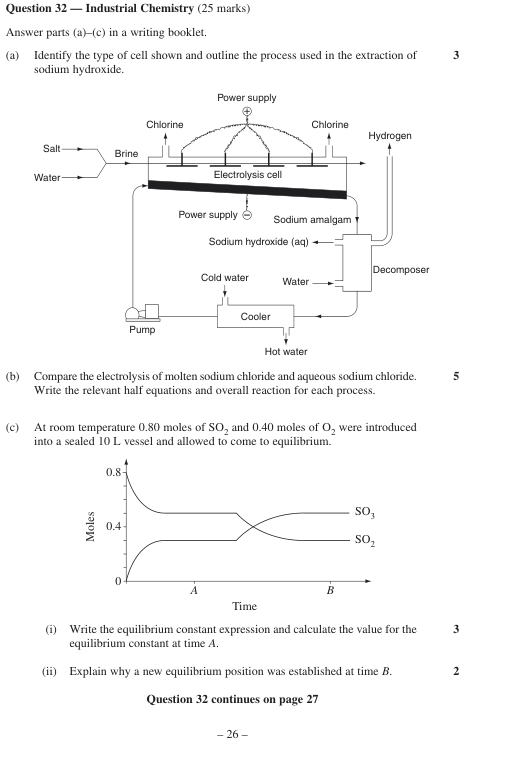 Question 32 — Industrial Chemistry (25 marks)
Answer parts (a)–(c) in a writing booklet.
(a) Identify the type of cell shown and outline the process used in the extraction of 3
sodium hydroxide.
Power supply
+
Chlorine Chlorine
Hydrogen
Salt
Brine
Water
Electrolysis cell
Power supply −
Sodium amalgam
Sodium hydroxide (aq)
Decomposer
Cold water
Water
Cooler
Pump
Hot water
(b) Compare the electrolysis of molten sodium chloride and aqueous sodium chloride. 5
Write the relevant half equations and overall reaction for each process.
(c) At room temperature 0.80 moles of SO₂ and 0.40 moles of O₂ were introduced
into a sealed 10 L vessel and allowed to come to equilibrium.
0.8
SO₃
Moles
0.4
SO₂
0
A B
Time
(i) Write the equilibrium constant expression and calculate the value for the 3
equilibrium constant at time A.
(ii) Explain why a new equilibrium position was established at time B. 2
Question 32 continues on page 27
– 26 –